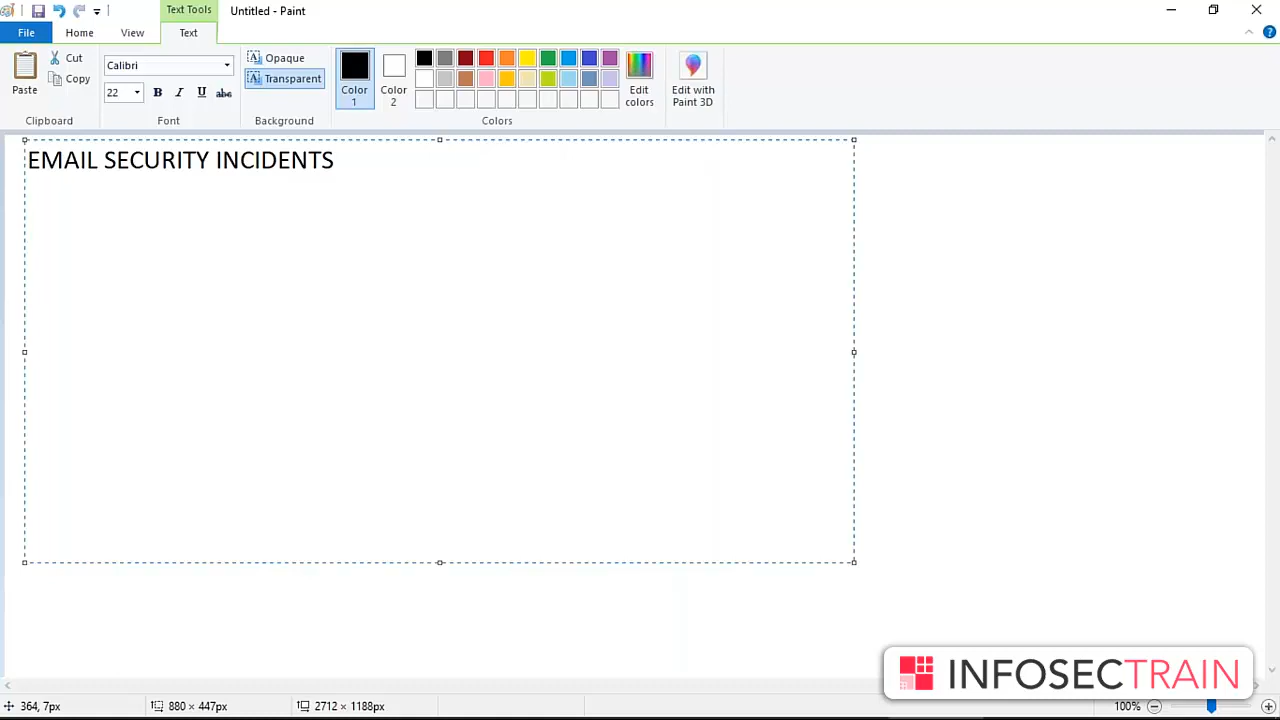 Text Tools
Untitled - Paint
File
Home
View
Text
Paste
Cut
Copy
Clipboard
Calibri
22
B I U abc
Font
Opaque
Transparent
Background
Color 1
Color 2
Edit colors
Colors
Edit with Paint 3D
EMAIL SECURITY INCIDENTS
INFOSECTRAIN
364, 7px
880 × 447px
2712 × 1188px
100%